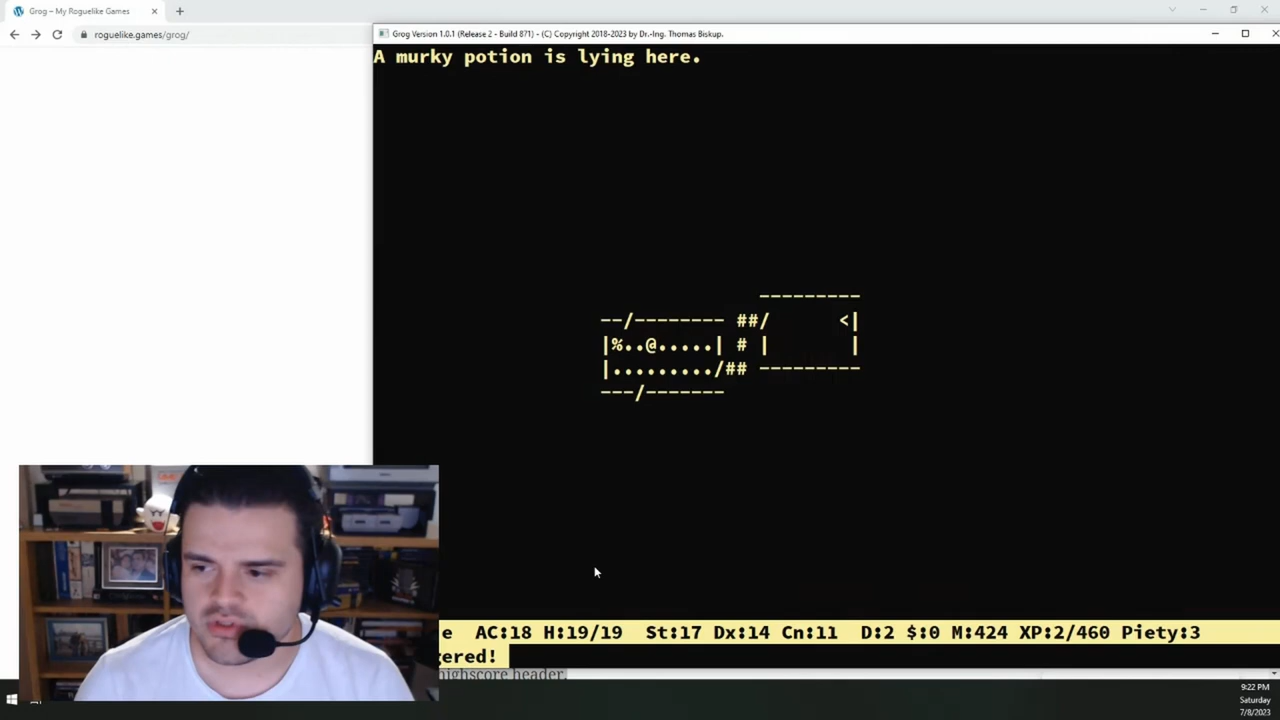 Grog – My Roguelike Games
roguelike.games/grog/
Grog Version 1.0.1 (Release 2 - Build 871) - (C) Copyright 2018-2023 by Dr.-Ing. Thomas Biskup.
A murky potion is lying here.
---------
--/-------- ##/ <|
|%..@.....| # | |
|........./## ---------
---/-------
e AC:18 H:19/19 St:17 Dx:14 Cn:11 D:2 $:0 M:424 XP:2/460 Piety:3
ered!
highscore header.
9:22 PM
Saturday
7/8/2023